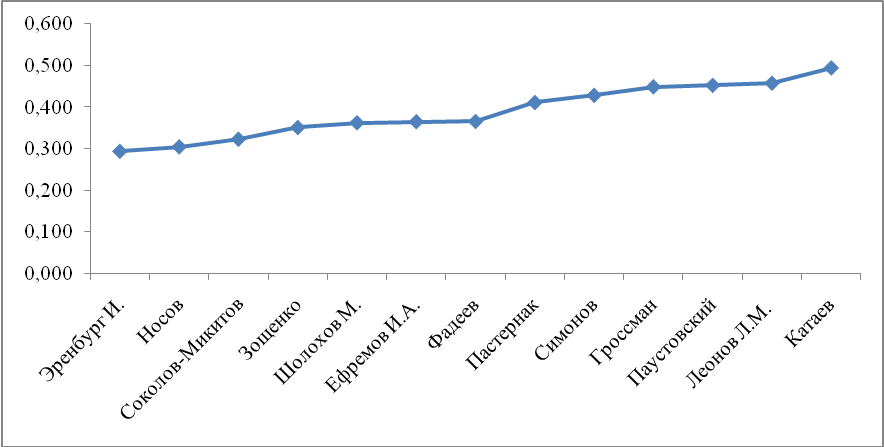 0,600
0,500
0,400
0,300
0,200
0,100
0,000
Эренбург И.
Носов
Соколов-Микитов
Зощенко
Шолохов М.
Ефремов И.А.
Фадеев
Пастернак
Симонов
Гроссман
Паустовский
Леонов Л.М.
Катаев